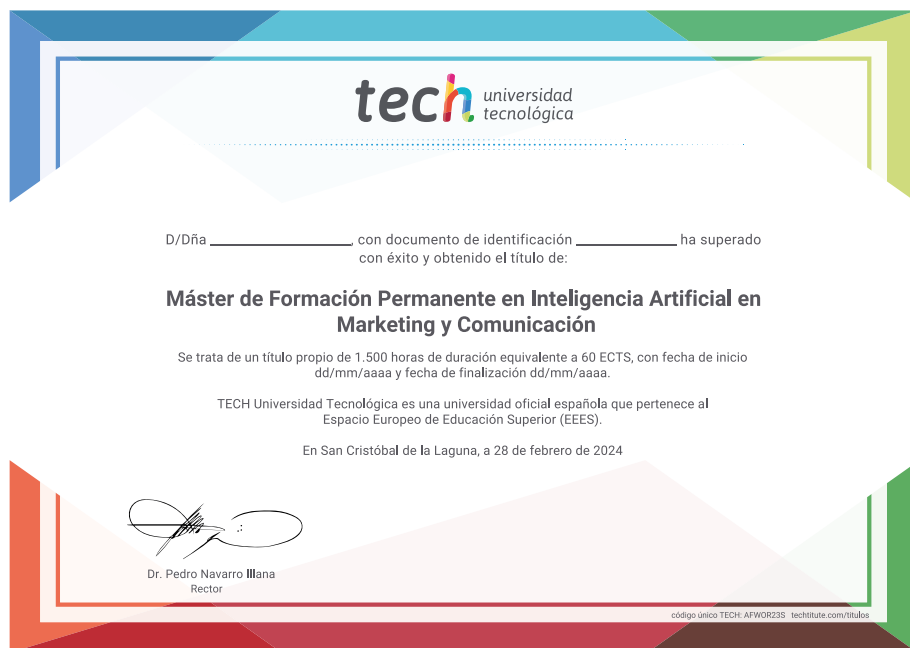 tech universidad
tecnológica
D/Dña ____________________, con documento de identificación ______________ ha superado
con éxito y obtenido el título de:
Máster de Formación Permanente en Inteligencia Artificial en
Marketing y Comunicación
Se trata de un título propio de 1.500 horas de duración equivalente a 60 ECTS, con fecha de inicio
dd/mm/aaaa y fecha de finalización dd/mm/aaaa.
TECH Universidad Tecnológica es una universidad oficial española que pertenece al
Espacio Europeo de Educación Superior (EEES).
En San Cristóbal de la Laguna, a 28 de febrero de 2024
Dr. Pedro Navarro Illana
Rector
código único TECH: AFWOR23S techtitute.com/titulos